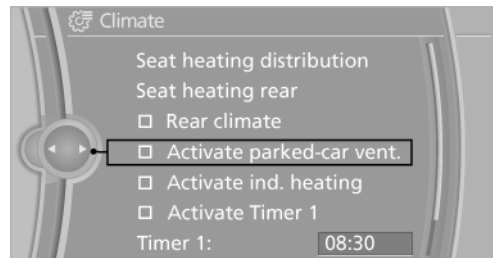 Climate
Seat heating distribution
Seat heating rear
Rear climate
Activate parked-car vent.
Activate ind. heating
Activate Timer 1
Timer 1: 08:30